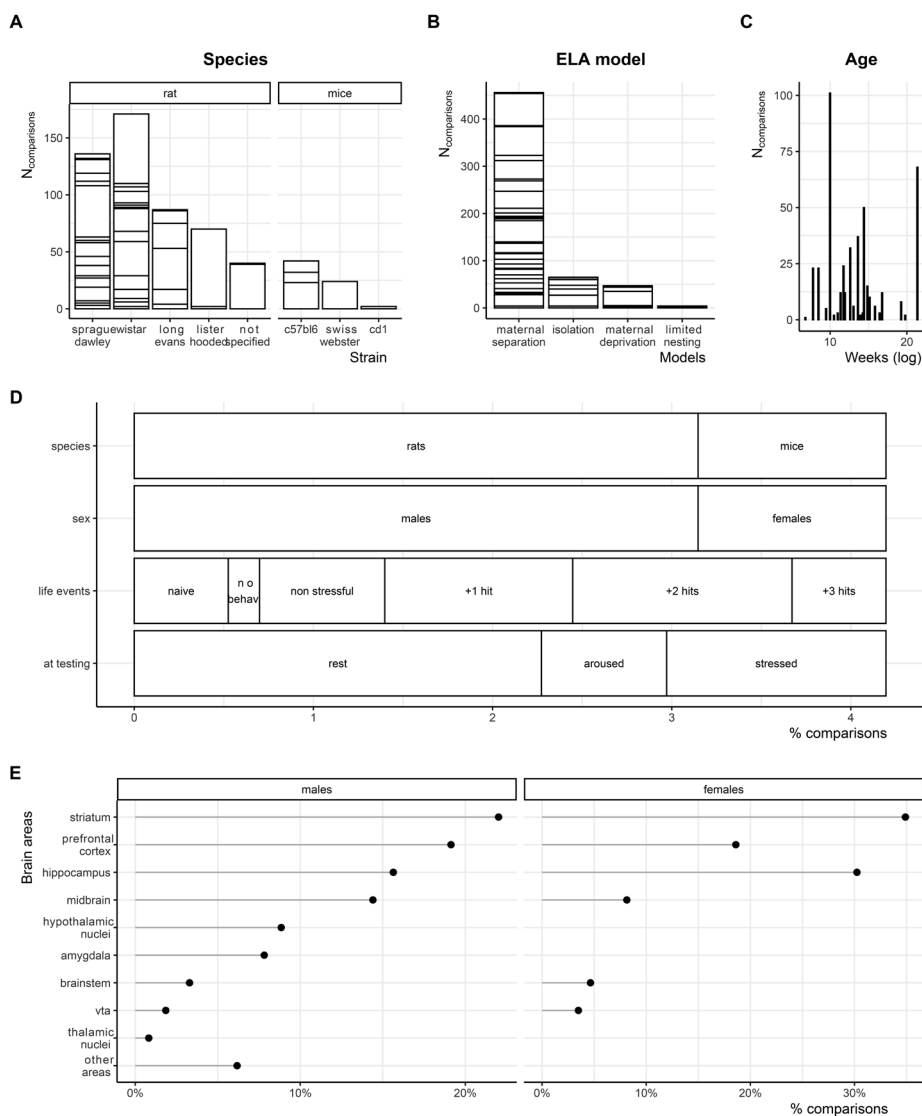 A
Species
rat
mice
N comparisons
150
100
50
0
sprague
dawley
wistar
long
evans
lister
hooded
not
specified
c57bl6
swiss
webster
cd1
Strain
B
ELA model
N comparisons
400
300
200
100
0
maternal
separation
isolation
maternal
deprivation
limited
nesting
Models
C
Age
N comparisons
100
75
50
25
0
10
15
20
Weeks (log)
D
species
rats
mice
sex
males
females
life events
naive
n o
behav
non stressful
+1 hit
+2 hits
+3 hits
at testing
rest
aroused
stressed
0
1
2
3
4
% comparisons
E
males
females
Brain areas
striatum
prefrontal
cortex
hippocampus
midbrain
hypothalamic
nuclei
amygdala
brainstem
vta
thalamic
nuclei
other
areas
0%
10%
20%
0%
10%
20%
30%
% comparisons